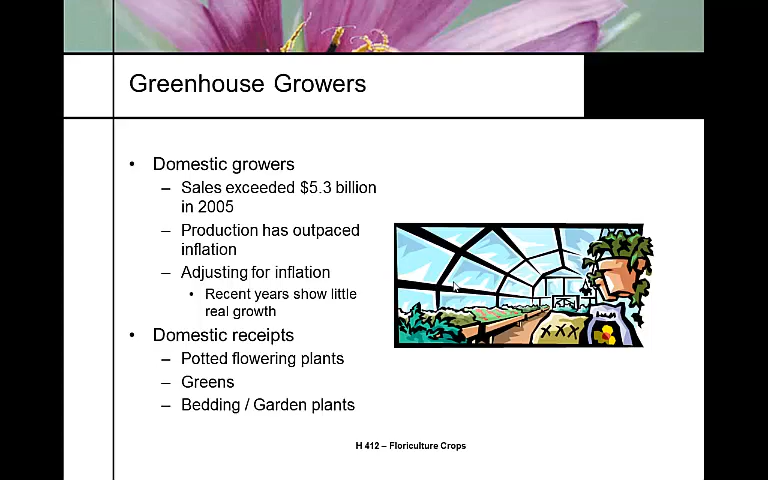 Greenhouse Growers
• Domestic growers
– Sales exceeded $5.3 billion
in 2005
– Production has outpaced
inflation
– Adjusting for inflation
• Recent years show little
real growth
• Domestic receipts
– Potted flowering plants
– Greens
– Bedding / Garden plants
H 412 – Floriculture Crops